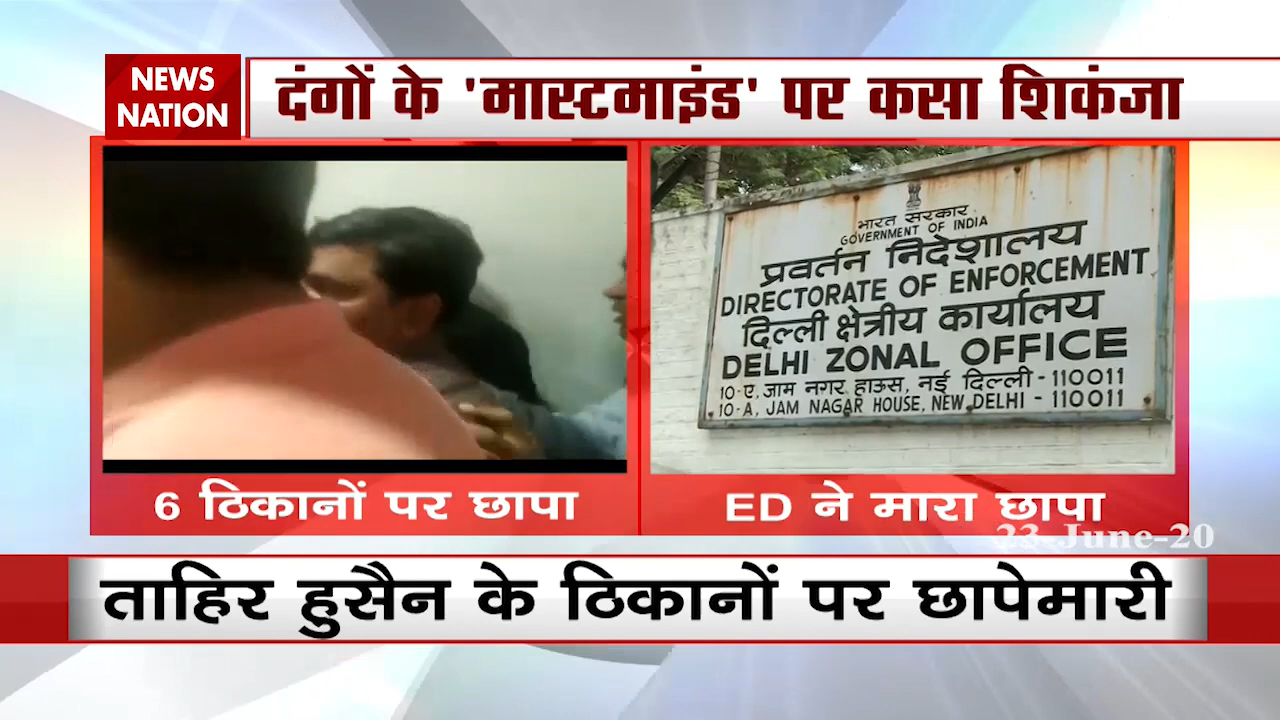 NEWS
NATION
दंगों के 'मास्टमाइंड' पर कसा शिकंजा
भारत सरकार
GOVERNMENT OF INDIA
प्रवर्तन निदेशालय
DIRECTORATE OF ENFORCEMENT
दिल्ली क्षेत्रीय कार्यालय
DELHI ZONAL OFFICE
10-ए, जाम नगर हाऊस, नई दिल्ली - 110011
10-A, JAM NAGAR HOUSE, NEW DELHI - 110011
6 ठिकानों पर छापा
ED ने मारा छापा
23-June-20
ताहिर हुसैन के ठिकानों पर छापेमारी